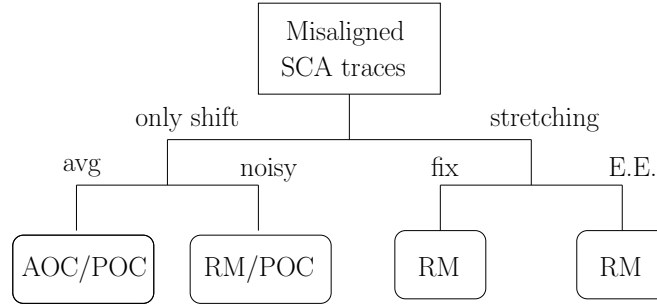 Misaligned
SCA traces
only shift
stretching
avg
noisy
fix
E.E.
AOC/POC
RM/POC
RM
RM